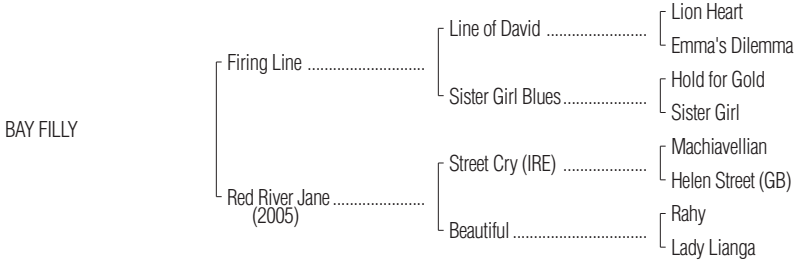 Lion Heart
Line of David ........................
Emma's Dilemma
Firing Line ............................
Hold for Gold
Sister Girl Blues....................
Sister Girl
BAY FILLY
Machiavellian
Street Cry (IRE) ....................
Helen Street (GB)
Red River Jane ......................
(2005)
Rahy
Beautiful ................................
Lady Lianga